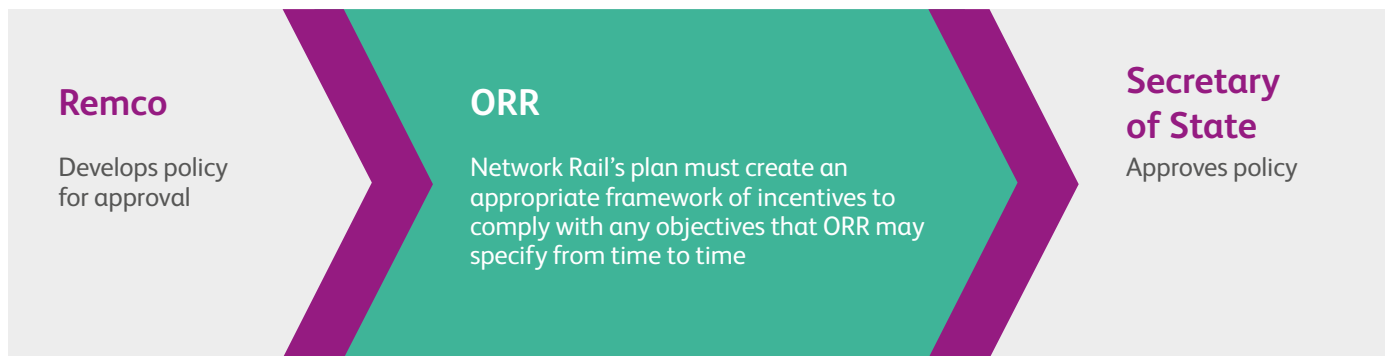 Remco
Develops policy
for approval
ORR
Network Rail’s plan must create an
appropriate framework of incentives to
comply with any objectives that ORR may
specify from time to time
Secretary
of State
Approves policy